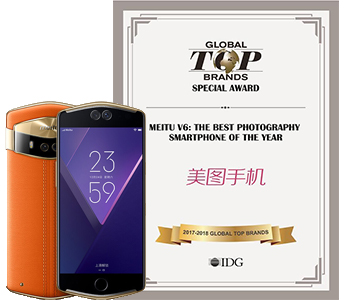 GLOBAL
TOP
BRANDS
SPECIAL AWARD
MEITU V6: THE BEST PHOTOGRAPHY
SMARTPHONE OF THE YEAR
美图手机
2017-2018 GLOBAL TOP BRANDS
IDG
23
59